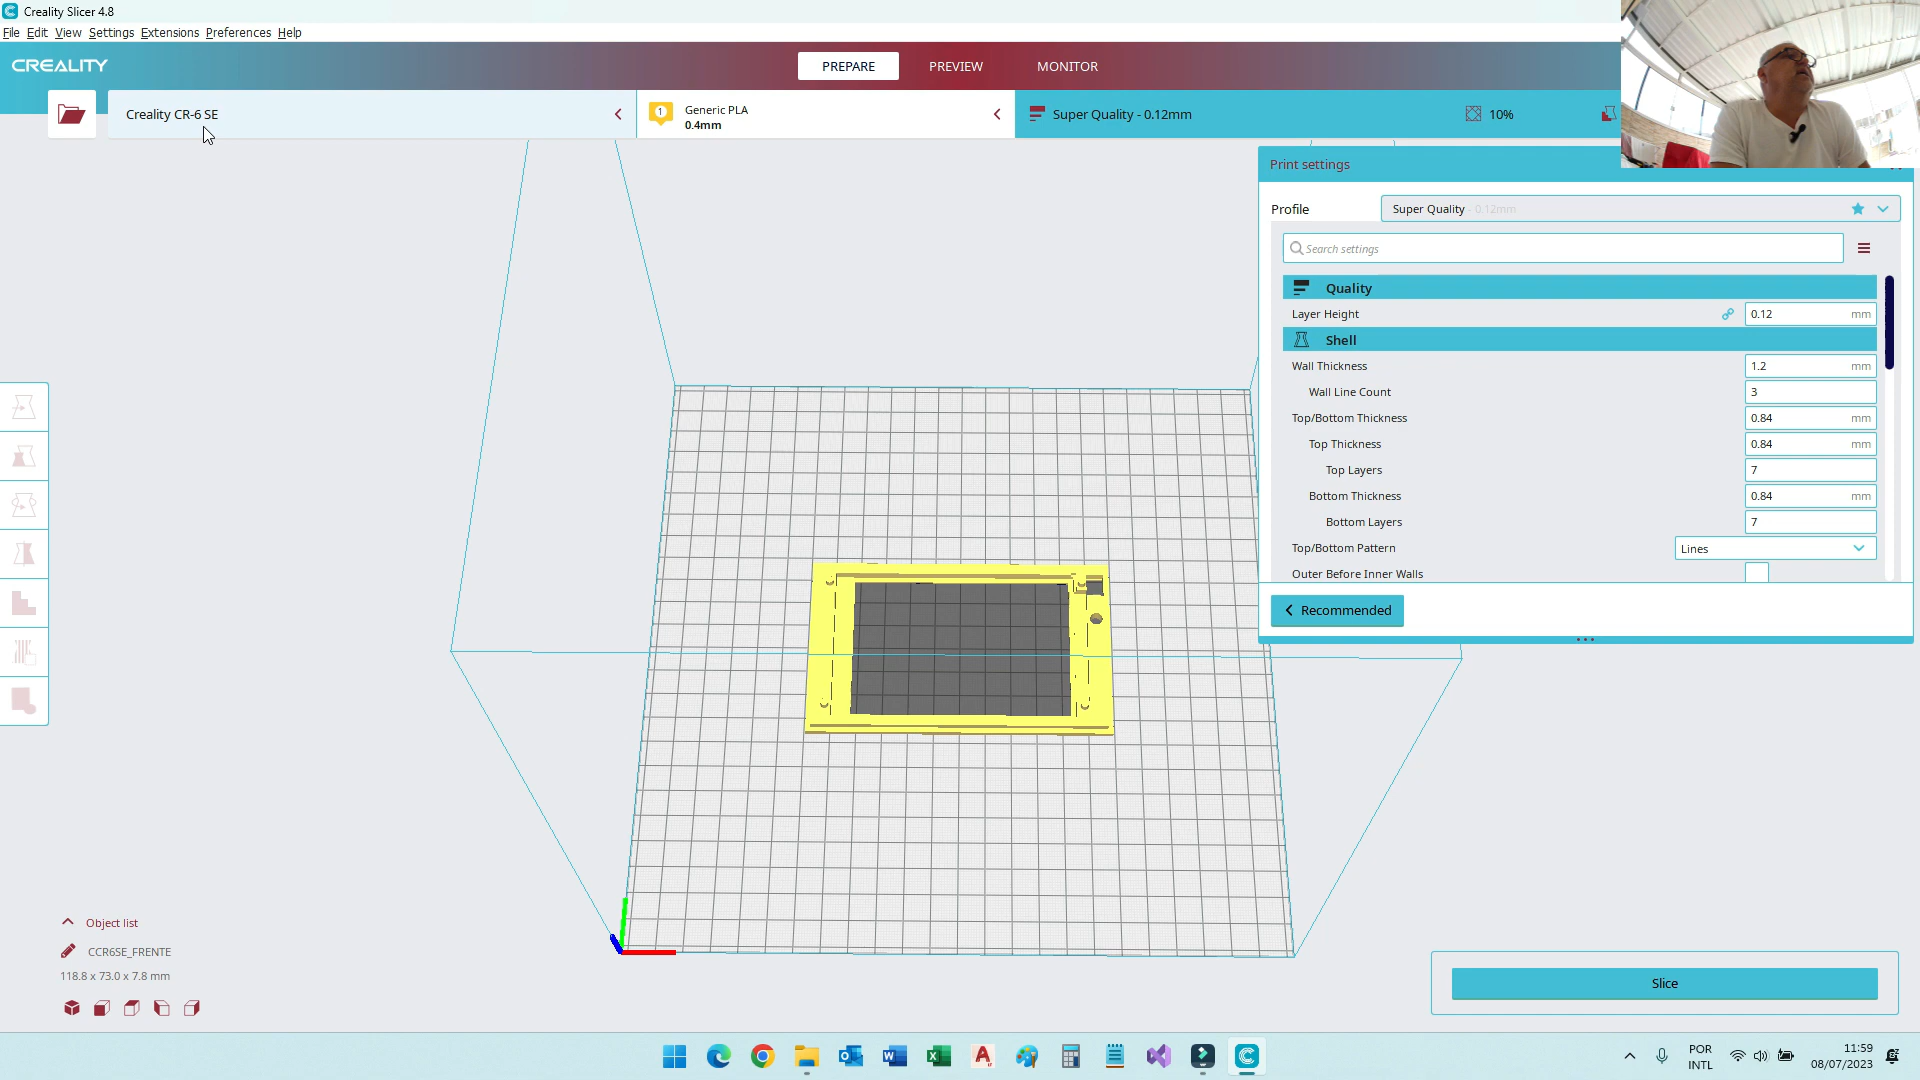 Creality Slicer 4.8
File Edit View Settings Extensions Preferences Help
CREALITY
PREPARE
PREVIEW
MONITOR
Creality CR-6 SE
1
Generic PLA
0.4mm
Super Quality - 0.12mm
10%
Print settings
Profile
Super Quality - 0.12mm
Search settings
Quality
Layer Height
0.12 mm
Shell
Wall Thickness
1.2 mm
Wall Line Count
3
Top/Bottom Thickness
0.84 mm
Top Thickness
0.84 mm
Top Layers
7
Bottom Thickness
0.84 mm
Bottom Layers
7
Top/Bottom Pattern
Lines
Outer Before Inner Walls
Recommended
Object list
CCR6SE_FRENTE
118.8 x 73.0 x 7.8 mm
Slice
POR
INTL
11:59
08/07/2023